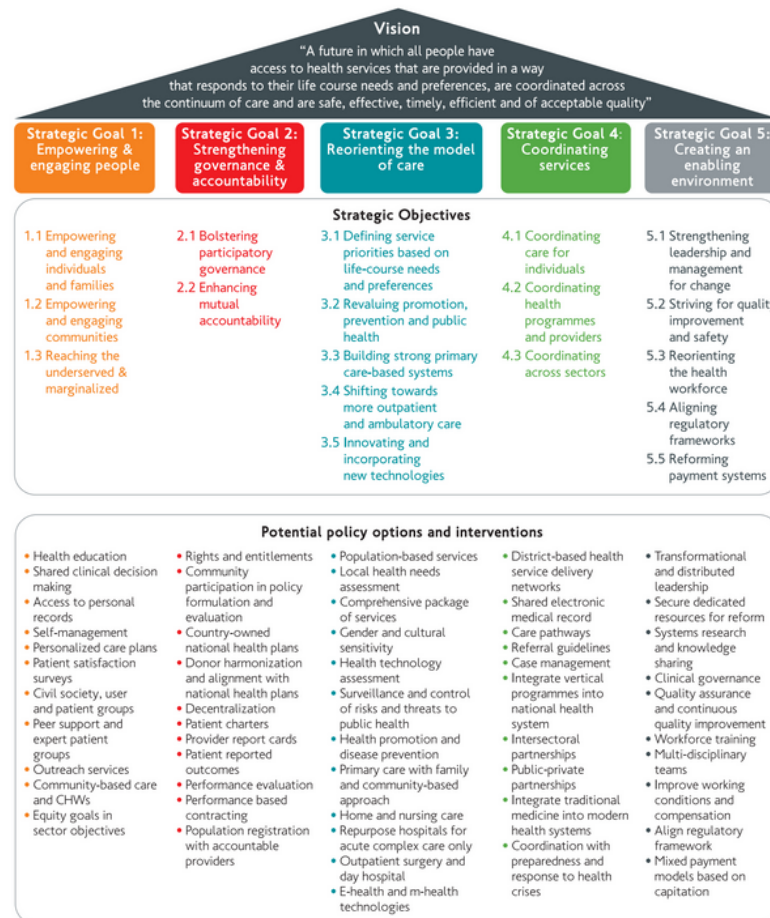 Vision
“A future in which all people have
access to health services that are provided in a way
that responds to their life course needs and preferences, are coordinated across
the continuum of care and are safe, effective, timely, efficient and of acceptable quality”
Strategic Goal 1:
Empowering &
engaging people
Strategic Goal 2:
Strengthening
governance &
accountability
Strategic Goal 3:
Reorienting the model
of care
Strategic Goal 4:
Coordinating
services
Strategic Goal 5:
Creating an
enabling
environment
Strategic Objectives
1.1 Empowering
and engaging
individuals
and families
1.2 Empowering
and engaging
communities
1.3 Reaching the
underserved &
marginalized
2.1 Bolstering
participatory
governance
2.2 Enhancing
mutual
accountability
3.1 Defining service
priorities based on
life-course needs
and preferences
3.2 Revaluing promotion,
prevention and public
health
3.3 Building strong primary
care-based systems
3.4 Shifting towards
more outpatient
and ambulatory care
3.5 Innovating and
incorporating
new technologies
4.1 Coordinating
care for
individuals
4.2 Coordinating
health
programmes
and providers
4.3 Coordinating
across sectors
5.1 Strengthening
leadership and
management
for change
5.2 Striving for quality
improvement
and safety
5.3 Reorienting
the health
workforce
5.4 Aligning
regulatory
frameworks
5.5 Reforming
payment systems
Potential policy options and interventions
• Health education
• Shared clinical decision
making
• Access to personal
records
• Self-management
• Personalized care plans
• Patient satisfaction
surveys
• Civil society, user
and patient groups
• Peer support and
expert patient
groups
• Outreach services
• Community-based care
and CHWs
• Equity goals in
sector objectives
• Rights and entitlements
• Community
participation in policy
formulation and
evaluation
• Country-owned
national health plans
• Donor harmonization
and alignment with
national health plans
• Decentralization
• Patient charters
• Provider report cards
• Patient reported
outcomes
• Performance evaluation
• Performance based
contracting
• Population registration
with accountable
providers
• Population-based services
• Local health needs
assessment
• Comprehensive package
of services
• Gender and cultural
sensitivity
• Health technology
assessment
• Surveillance and control
of risks and threats to
public health
• Health promotion and
disease prevention
• Primary care with family
and community-based
approach
• Home and nursing care
• Repurpose hospitals for
acute complex care only
• Outpatient surgery and
day hospital
• E-health and m-health
technologies
• District-based health
service delivery
networks
• Shared electronic
medical record
• Care pathways
• Referral guidelines
• Case management
• Integrate vertical
programmes into
national health
system
• Intersectoral
partnerships
• Public-private
partnerships
• Integrate traditional
medicine into modern
health systems
• Coordination with
preparedness and
response to health
crises
• Transformational
and distributed
leadership
• Secure dedicated
resources for reform
• Systems research
and knowledge
sharing
• Clinical governance
• Quality assurance
and continuous
quality improvement
• Workforce training
• Multi-disciplinary
teams
• Improve working
conditions and
compensation
• Align regulatory
framework
• Mixed payment
models based on
capitation